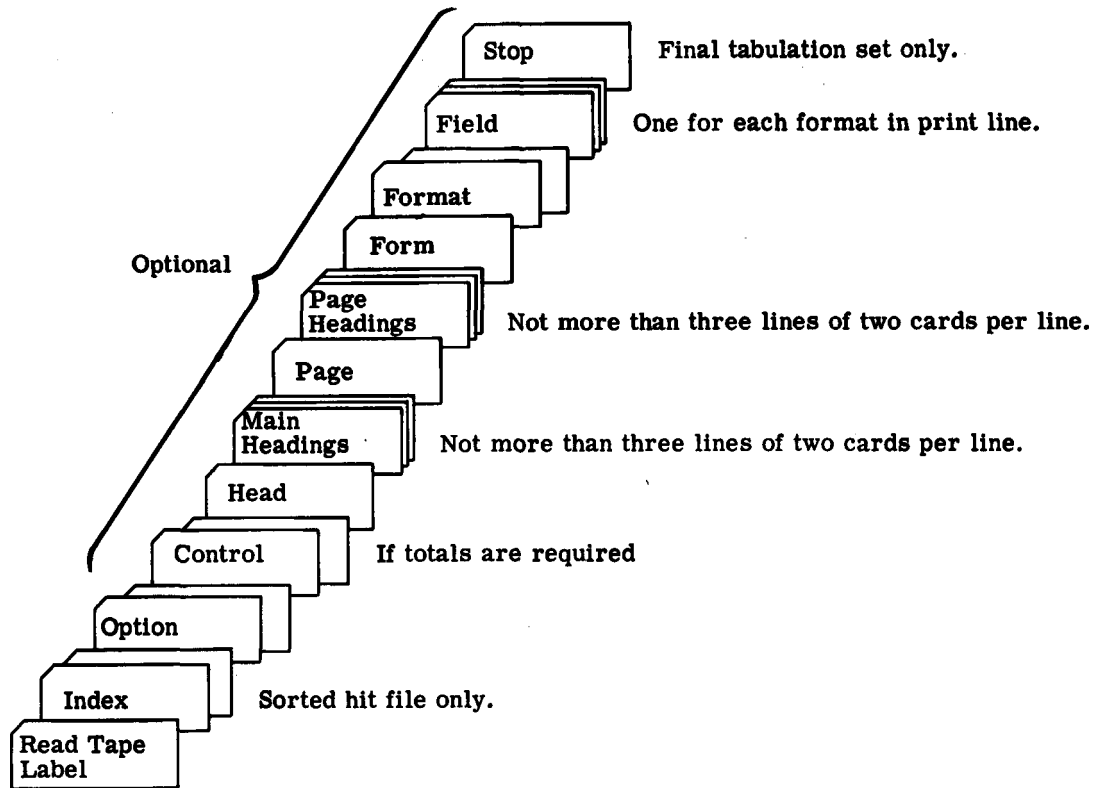 Stop Final tabulation set only.
Field One for each format in print line.
Format
Form
Optional
Page
Headings Not more than three lines of two cards per line.
Page
Main
Headings Not more than three lines of two cards per line.
Head
Control If totals are required
Option
Index Sorted hit file only.
Read Tape
Label